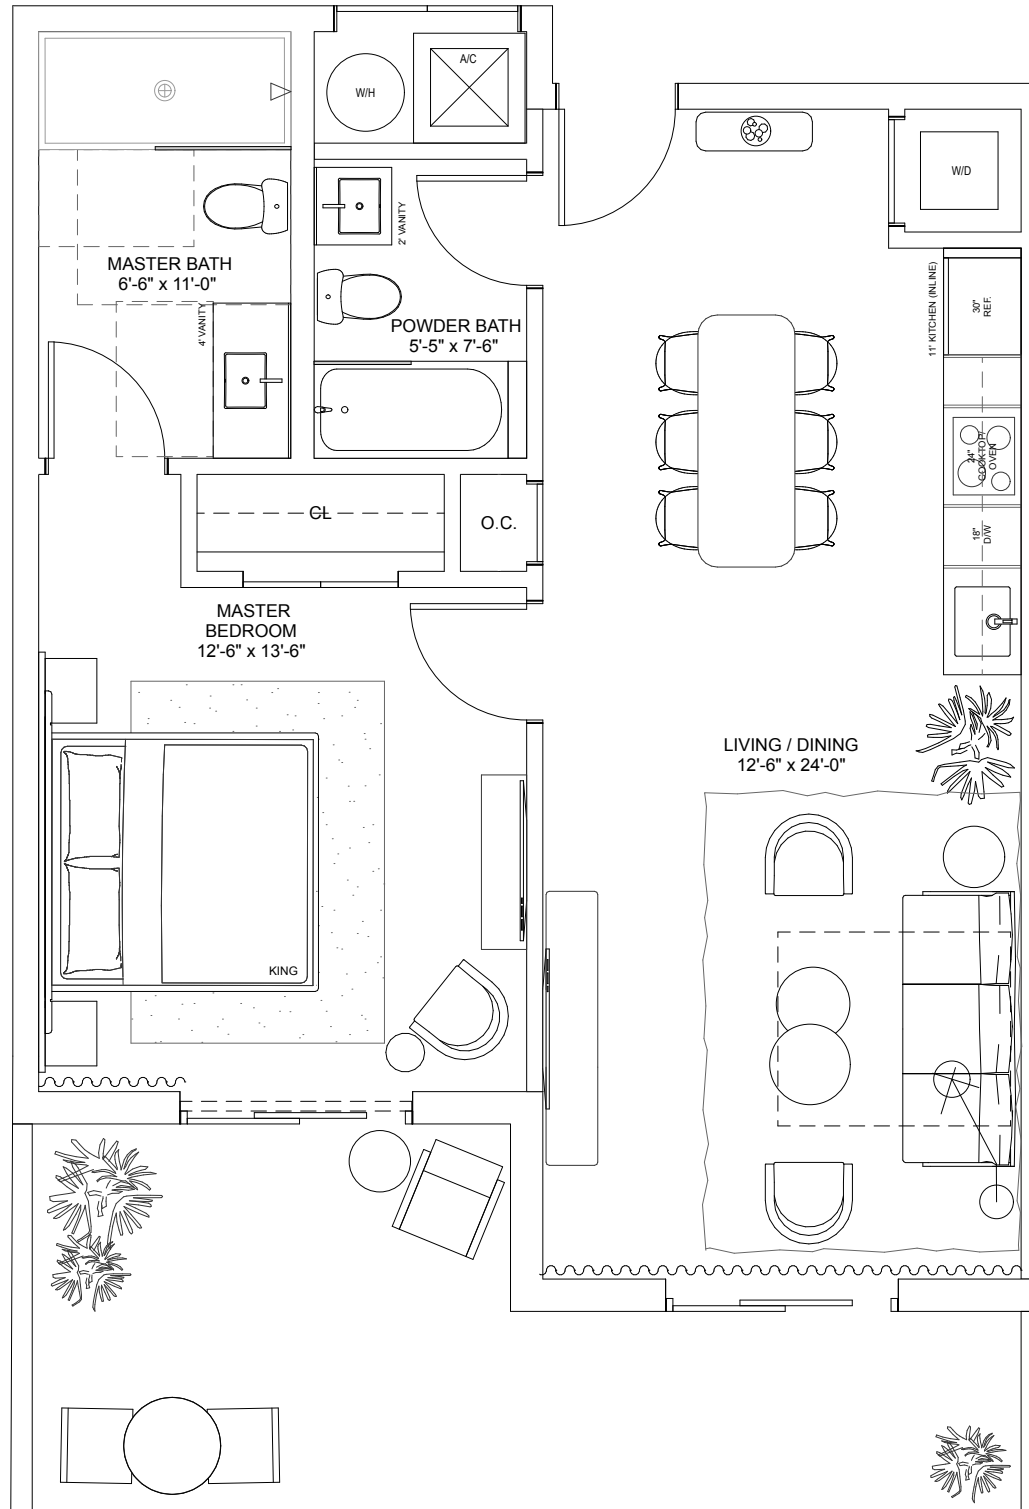 A/C
W/H
W/D
2' VANITY
MASTER BATH
6'-6" x 11'-0"
4' VANITY
POWDER BATH
5'-5" x 7'-6"
11' KITCHEN (INLINE)
30"
REF.
24"
COOKTOP/
OVEN
18"
D/W
CL
O.C.
MASTER
BEDROOM
12'-6" x 13'-6"
LIVING / DINING
12'-6" x 24'-0"
KING